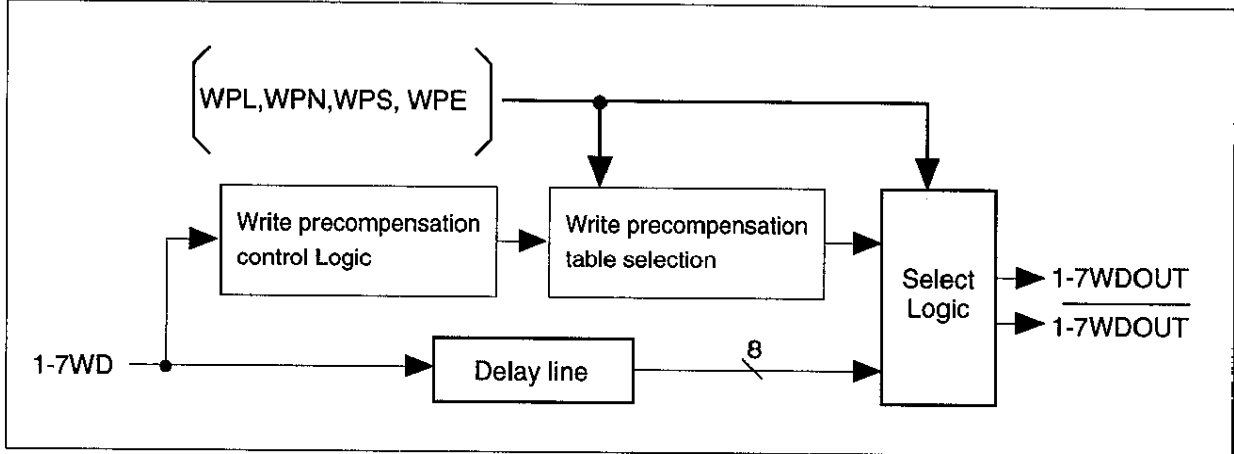 WPL,WPN,WPS, WPE
Write precompensation
control Logic
Write precompensation
table selection
Select
Logic
1-7WDOUT
1-7WDOUT
1-7WD
Delay line
8